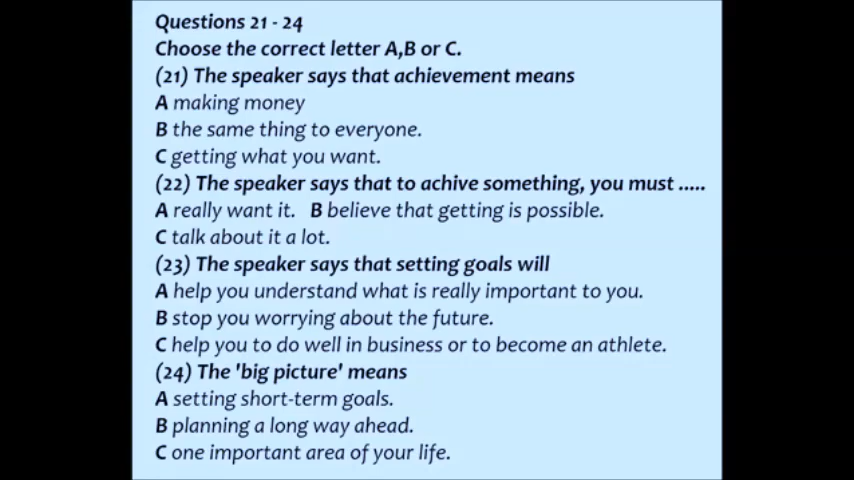 Questions 21 - 24
Choose the correct letter A,B or C.
(21) The speaker says that achievement means
A making money
B the same thing to everyone.
C getting what you want.
(22) The speaker says that to achive something, you must .....
A really want it. B believe that getting is possible.
C talk about it a lot.
(23) The speaker says that setting goals will
A help you understand what is really important to you.
B stop you worrying about the future.
C help you to do well in business or to become an athlete.
(24) The 'big picture' means
A setting short-term goals.
B planning a long way ahead.
C one important area of your life.